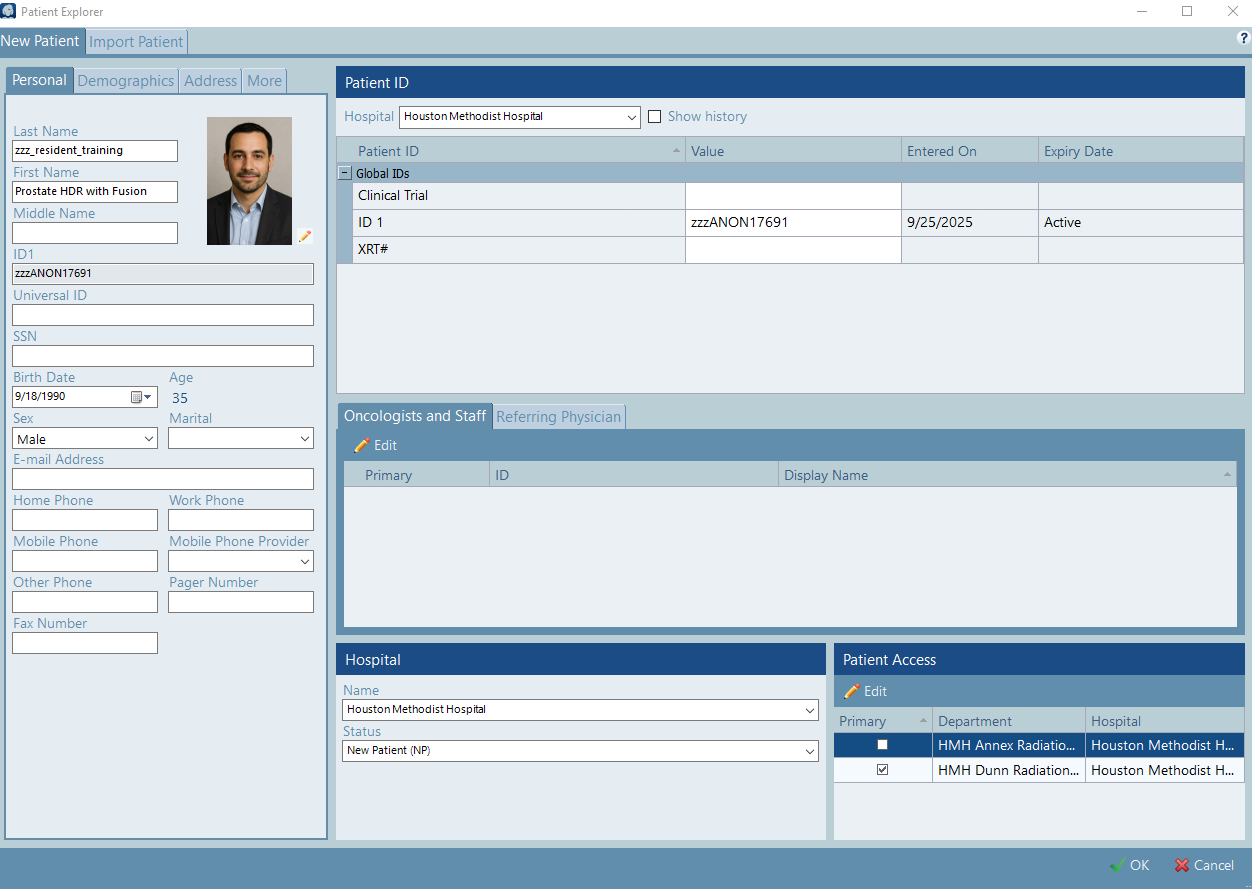 Patient Explorer
New Patient Import Patient
?
Personal Demographics Address More
Last Name
zzz_resident_training
First Name
Prostate HDR with Fusion
Middle Name
ID1
zzzANON17691
Universal ID
SSN
Birth Date Age
9/18/1990 35
Sex Marital
Male
E-mail Address
Home Phone Work Phone
Mobile Phone Mobile Phone Provider
Other Phone Pager Number
Fax Number
Patient ID
Hospital Houston Methodist Hospital Show history
Patient ID Value Entered On Expiry Date
Global IDs
Clinical Trial
ID 1 zzzANON17691 9/25/2025 Active
XRT#
Oncologists and Staff Referring Physician
Edit
Primary ID Display Name
Hospital
Name
Houston Methodist Hospital
Status
New Patient (NP)
Patient Access
Edit
Primary Department Hospital
HMH Annex Radiatio... Houston Methodist H...
HMH Dunn Radiation... Houston Methodist H...
OK Cancel